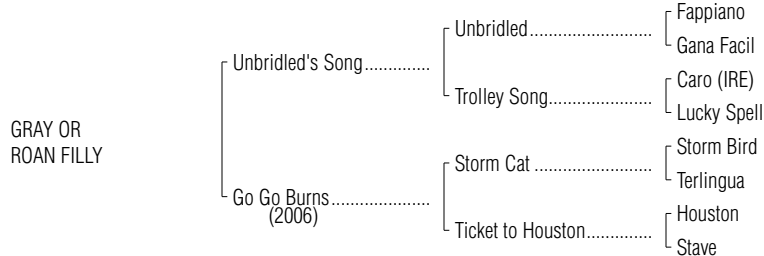 Fappiano
Unbridled..............................
Gana Facil
Unbridled's Song..............
Caro (IRE)
Trolley Song.........................
Lucky Spell
GRAY OR
ROAN FILLY
Storm Bird
Storm Cat .............................
Terlingua
Go Go Burns.....................
(2006)
Houston
Ticket to Houston................
Stave